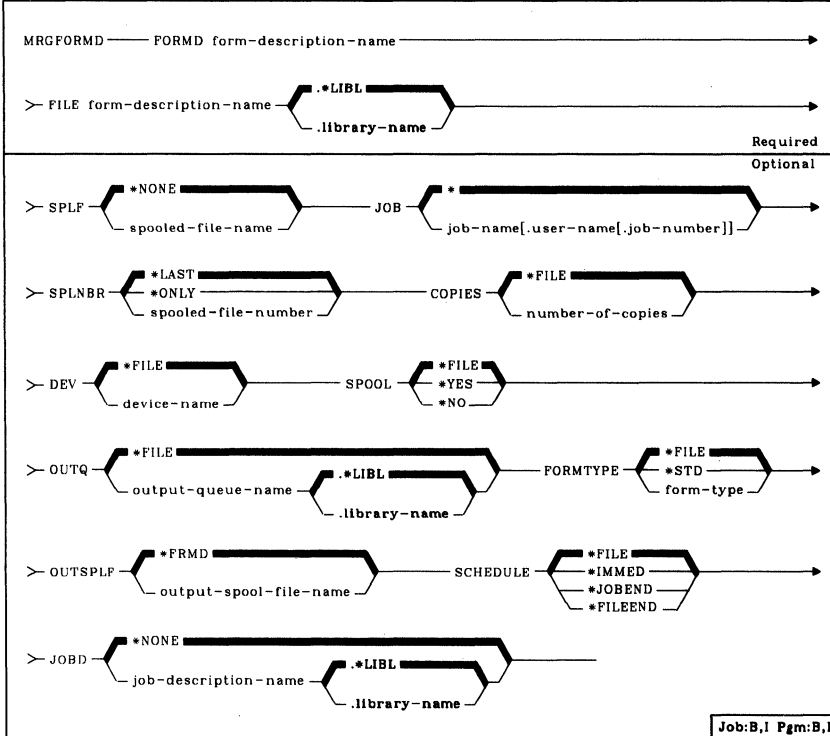 MRGFORMD FORMD form-description-name
.*LIBL
FILE form-description-name
.library-name
Required
Optional
*NONE *
SPLF JOB
spooled-file-name job-name[.user-name[.job-number]]
*LAST *FILE
SPLNBR *ONLY COPIES
spooled-file-number number-of-copies
*FILE *FILE
DEV SPOOL *YES
device-name *NO
*FILE *FILE
OUTQ .*LIBL FORMTYPE *STD
output-queue-name form-type
.library-name
*FRMD *FILE
OUTSPLF SCHEDULE *IMMED
output-spool-file-name *JOBEND
*FILEEND
*NONE
JOBD .*LIBL
job-description-name
.library-name
Job:B,I Pgm:B,